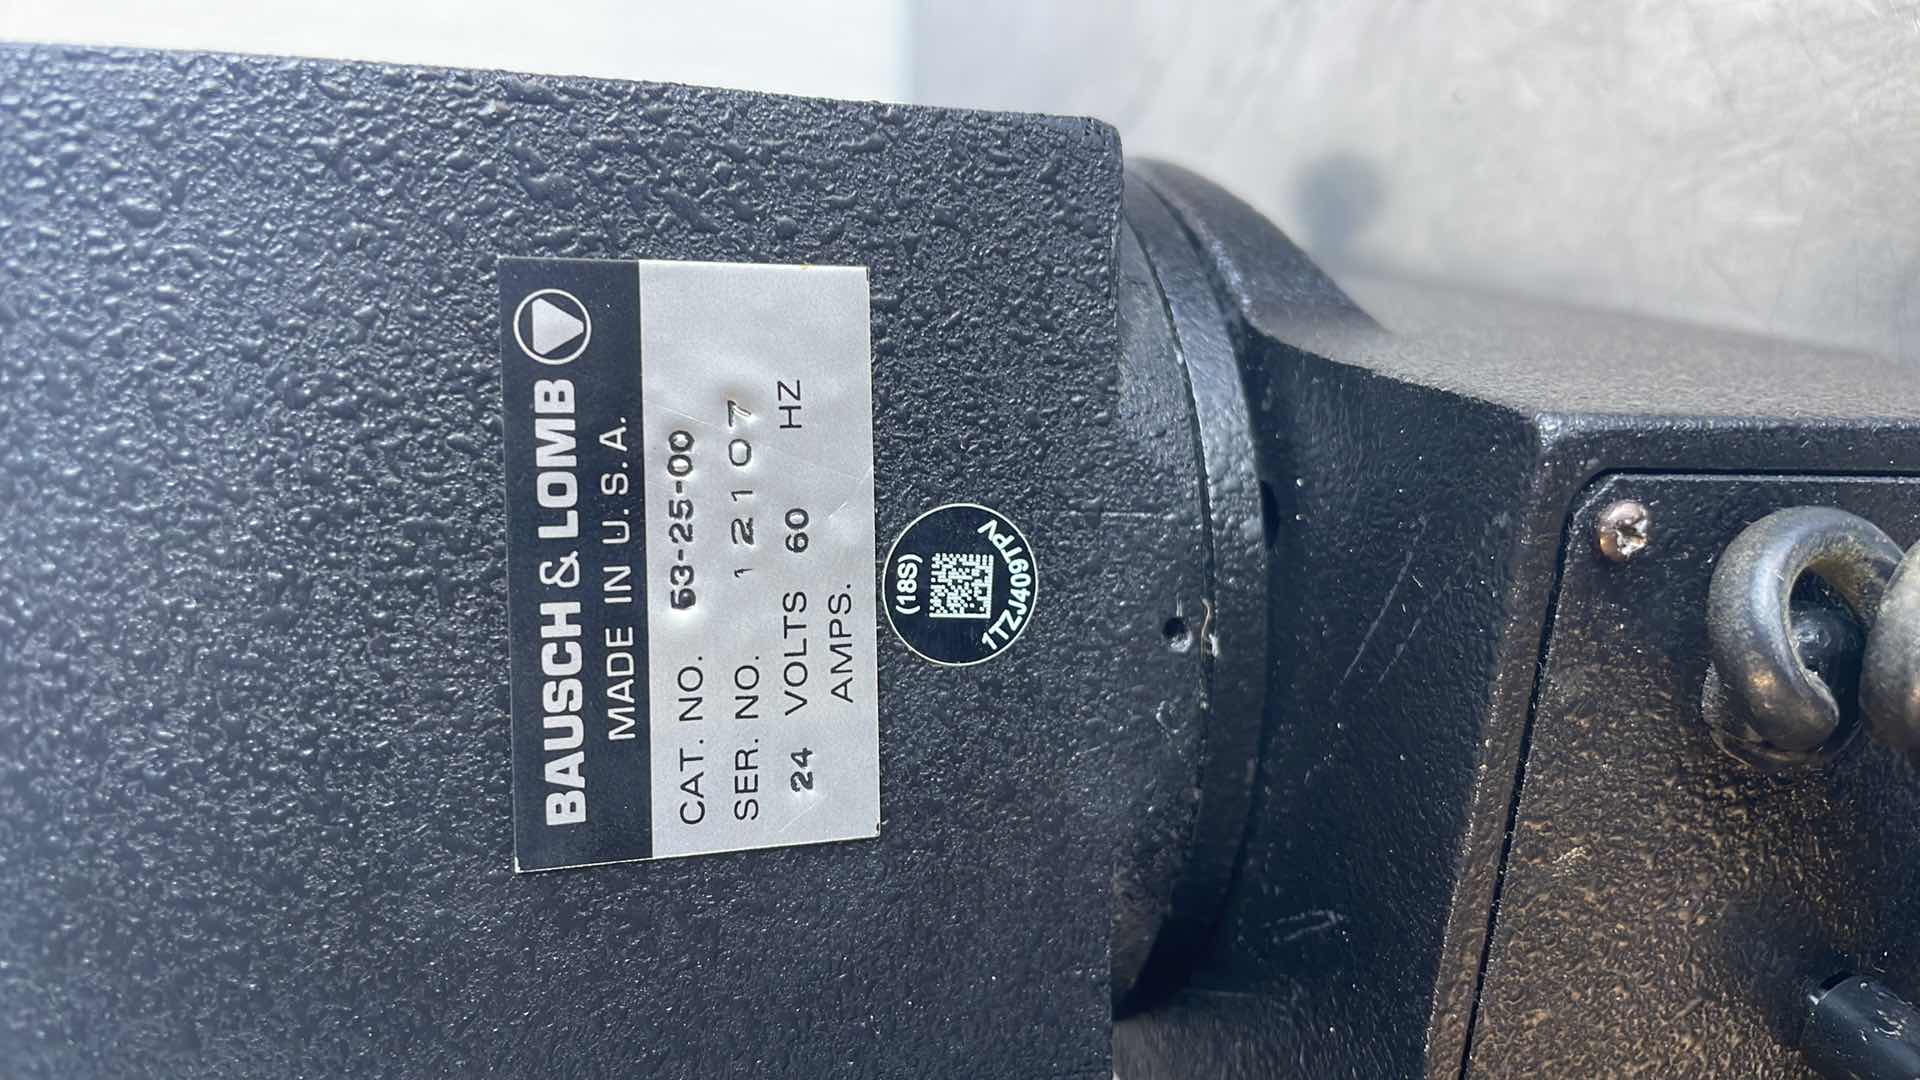 BAUSCH & LOMB
MADE IN U.S.A.
CAT. NO. 53-25-00
SER. NO. 12107
24 VOLTS 60 HZ
AMPS.
(18S)
1TZJ409TPV